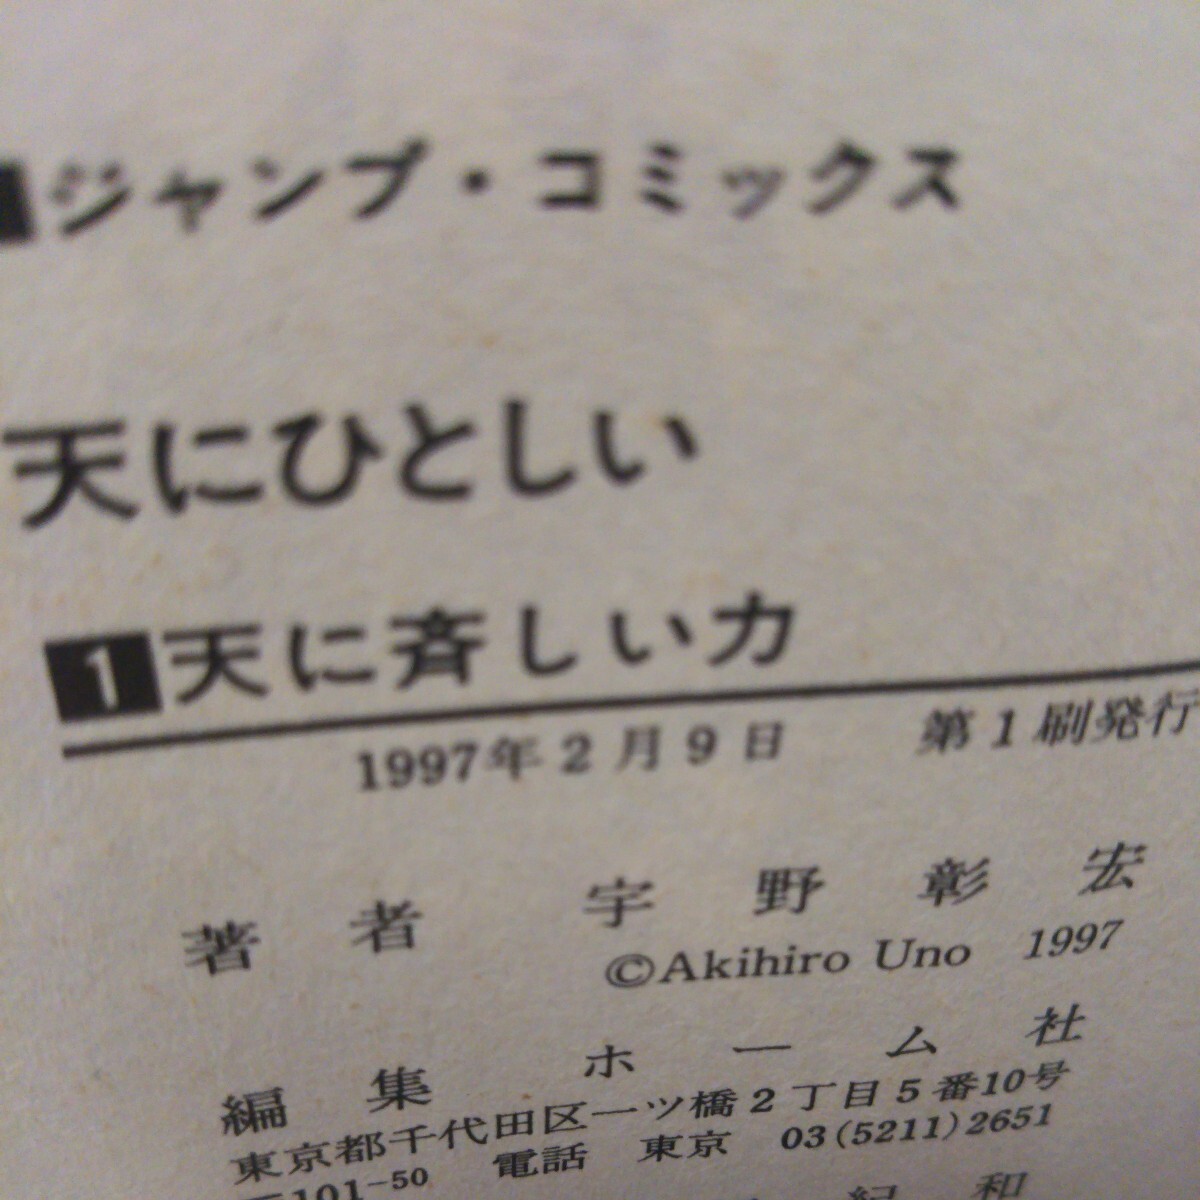 ジャンプ・コミックス
天にひとしい
1 天に斉しい力
1997年2月9日 第1刷発行
著者 宇野彰宏
©Akihiro Uno 1997
編集 ホーム社
東京都千代田区一ツ橋2丁目5番10号
〒101-50 電話 東京 03(5211)2651
紀和